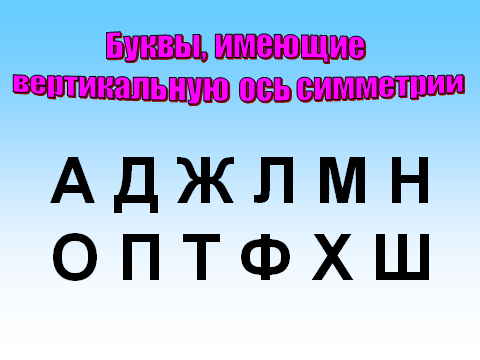 Буквы, имеющие
вертикальную ось симметрии
А Д Ж Л М Н
О П Т Ф Х Ш